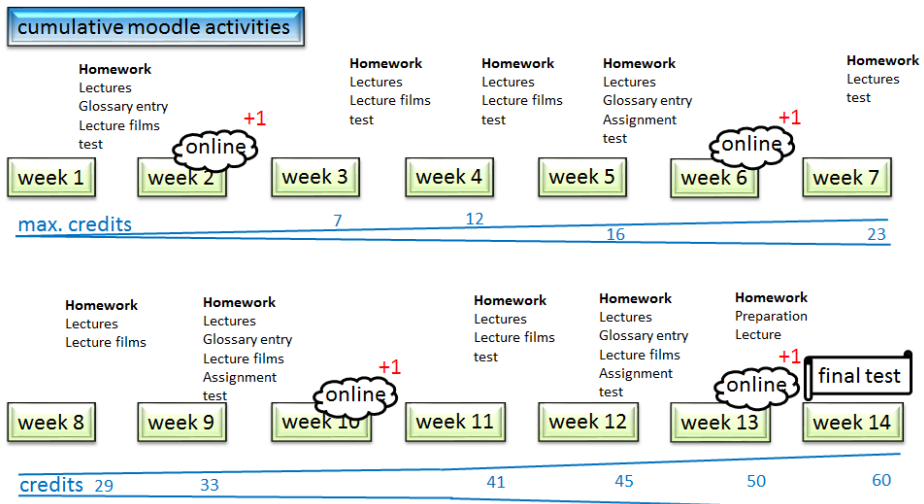 cumulative moodle activities
Homework
Lectures
Glossary entry
Lecture films
test
Homework
Lectures
Lecture films
test
Homework
Lectures
Lecture films
test
Homework
Lectures
Glossary entry
Assignment
test
Homework
Lectures
test
+1
online
+1
online
week 1
week 2
week 3
week 4
week 5
week 6
week 7
max. credits
7
12
16
23
Homework
Lectures
Lecture films
Homework
Lectures
Glossary entry
Lecture films
Assignment
test
Homework
Lectures
Lecture films
test
Homework
Lectures
Glossary entry
Lecture films
Assignment
test
Homework
Preparation
Lecture
+1
online
+1
online
final test
week 8
week 9
week 10
week 11
week 12
week 13
week 14
credits
29
33
41
45
50
60